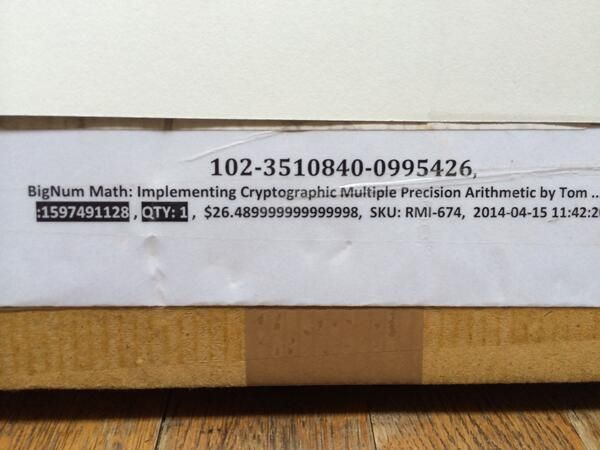 102-3510840-0995426,
BigNum Math: Implementing Cryptographic Multiple Precision Arithmetic by Tom ...
:1597491128 , QTY: 1 , $26.489999999999998, SKU: RMI-674, 2014-04-15 11:42:20